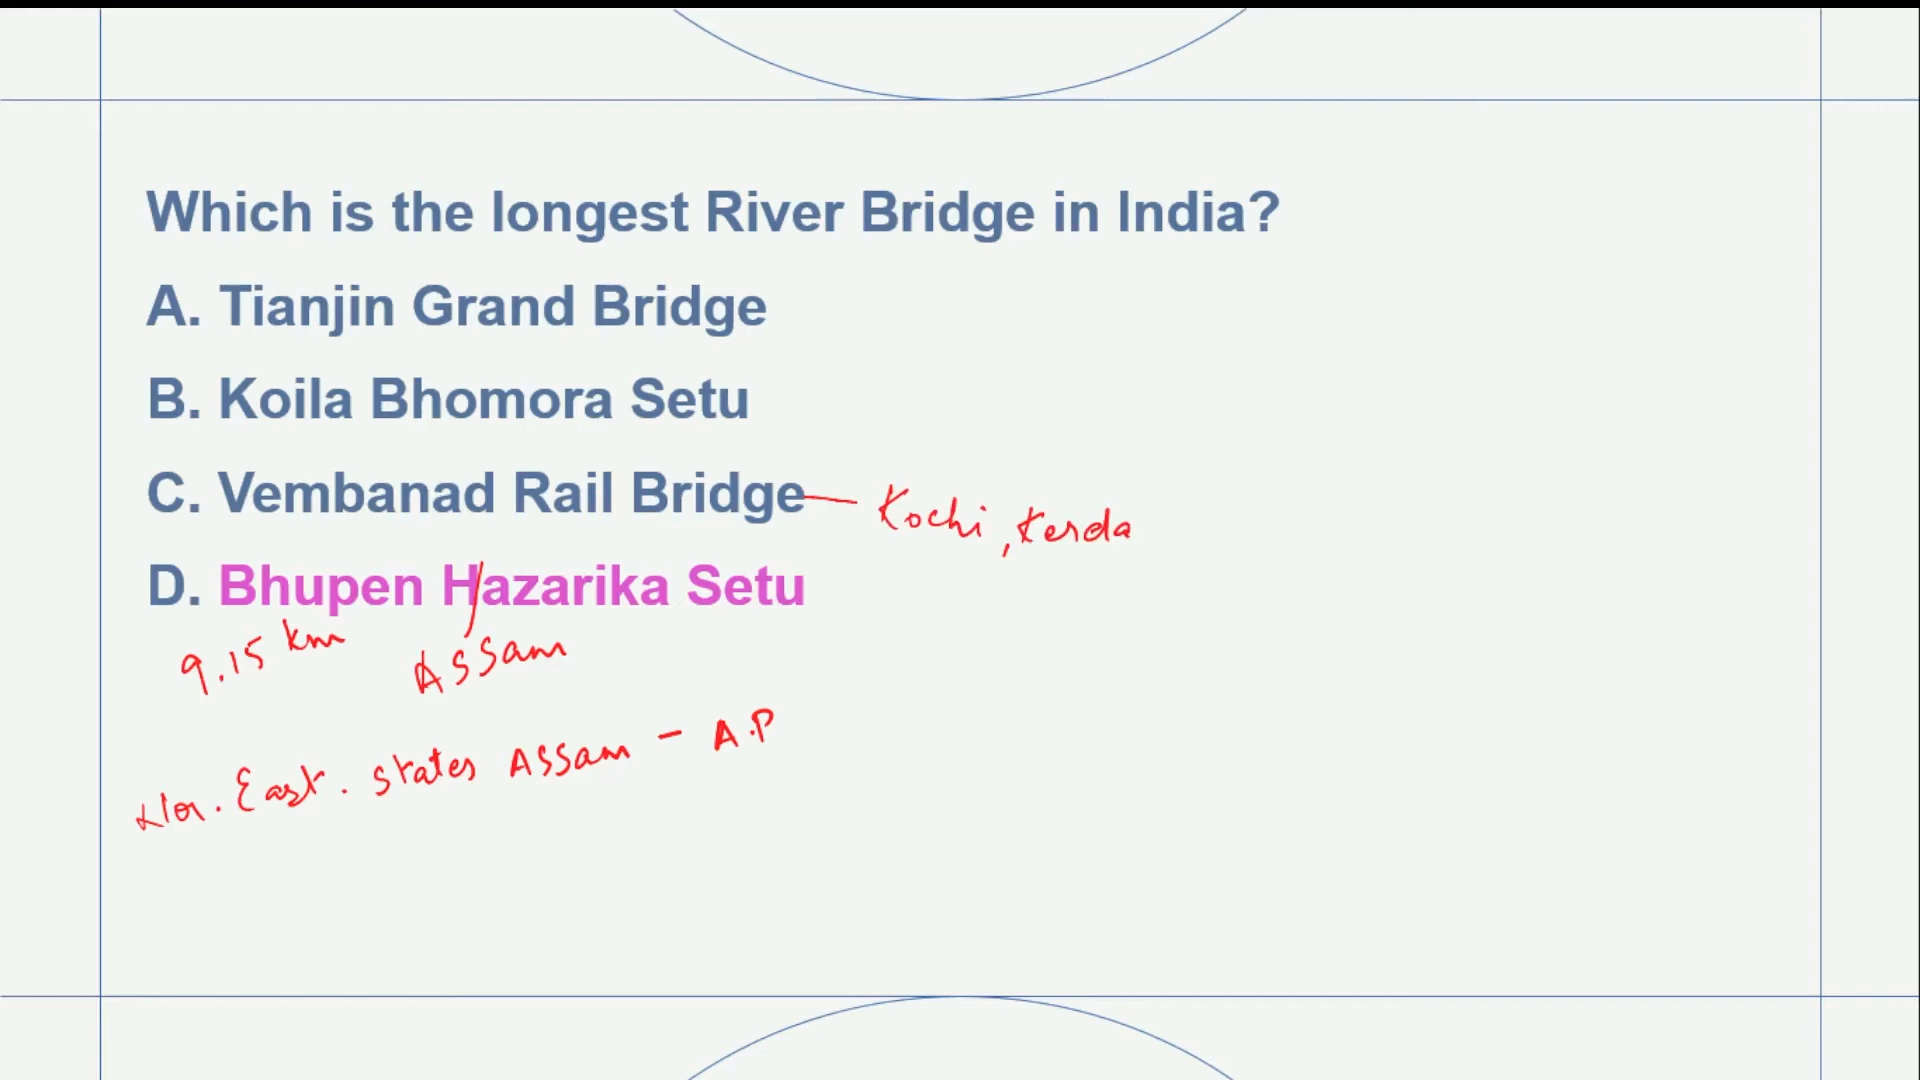 Which is the longest River Bridge in India?
A. Tianjin Grand Bridge
B. Koila Bhomora Setu
C. Vembanad Rail Bridge
Kochi, Kerala
D. Bhupen Hazarika Setu
9.15 km Assam
East. states Assam - A.P